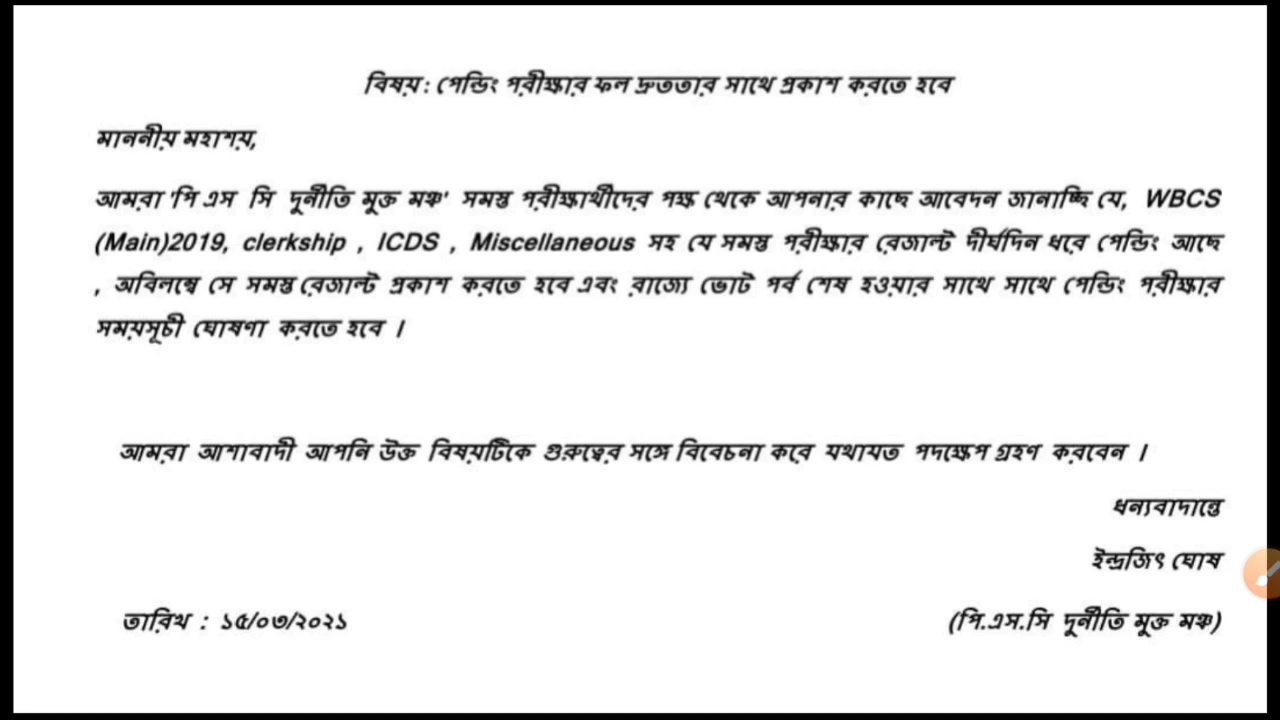 বিষয়: পেন্ডিং পরীক্ষার ফল দ্রুততার সাথে প্রকাশ করতে হবে
মাননীয় মহাশয়,
আমরা 'পি এস সি দুর্নীতি মুক্ত মঞ্চ' সমস্ত পরীক্ষার্থীদের পক্ষ থেকে আপনার কাছে আবেদন জানাচ্ছি যে, WBCS
(Main)2019, clerkship , ICDS , Miscellaneous সহ যে সমস্ত পরীক্ষার রেজাল্ট দীর্ঘদিন ধরে পেন্ডিং আছে
, অবিলম্বে সে সমস্ত রেজাল্ট প্রকাশ করতে হবে এবং রাজ্যে ভোট পর্ব শেষ হওয়ার সাথে সাথে পেন্ডিং পরীক্ষার
সময়সূচী ঘোষণা করতে হবে ।
আমরা আশাবাদী আপনি উক্ত বিষয়টিকে গুরুত্বের সঙ্গে বিবেচনা করে যথাযত পদক্ষেপ গ্রহণ করবেন ।
ধন্যবাদান্তে
ইন্দ্রজিৎ ঘোষ
তারিখ : ১৫/০৩/২০২১ (পি.এস.সি দুর্নীতি মুক্ত মঞ্চ)